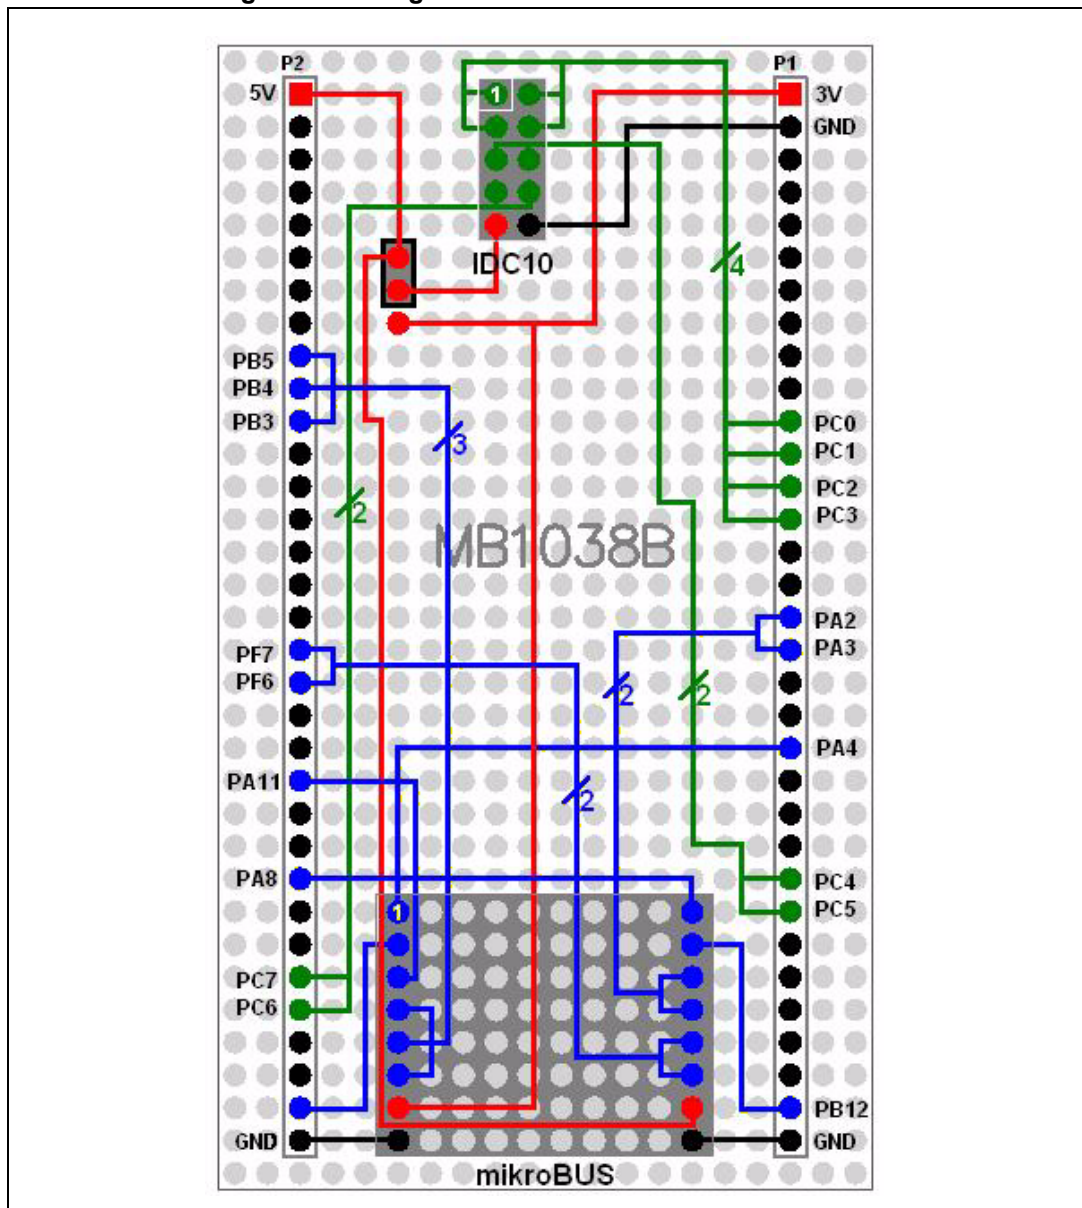 P2 P1
5V 1 3V
GND
IDC10
4
PB5
PB4
3
PB3 PC0
PC1
PC2
2 PC3
MB1038B
PA2
PF7 PA3
PF6 2 2
PA4
PA11 2
PA8 PC4
1 PC5
PC7
PC6
PB12
GND GND
mikroBUS